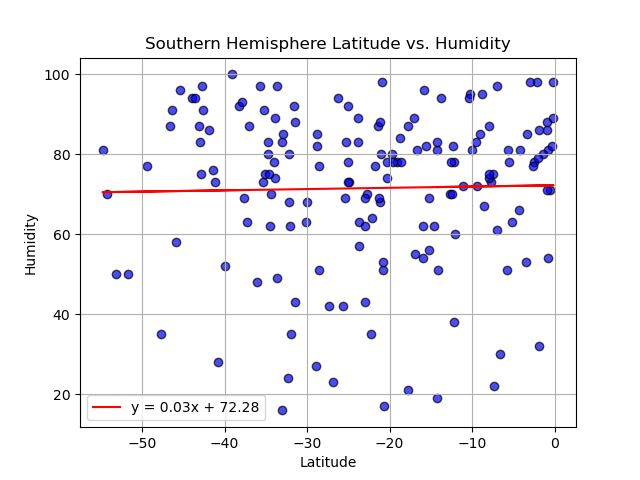 Southern Hemisphere Latitude vs. Humidity
100
80
60
40
20
Humidity
y = 0.03x + 72.28
−50
−40
−30
−20
−10
0
Latitude